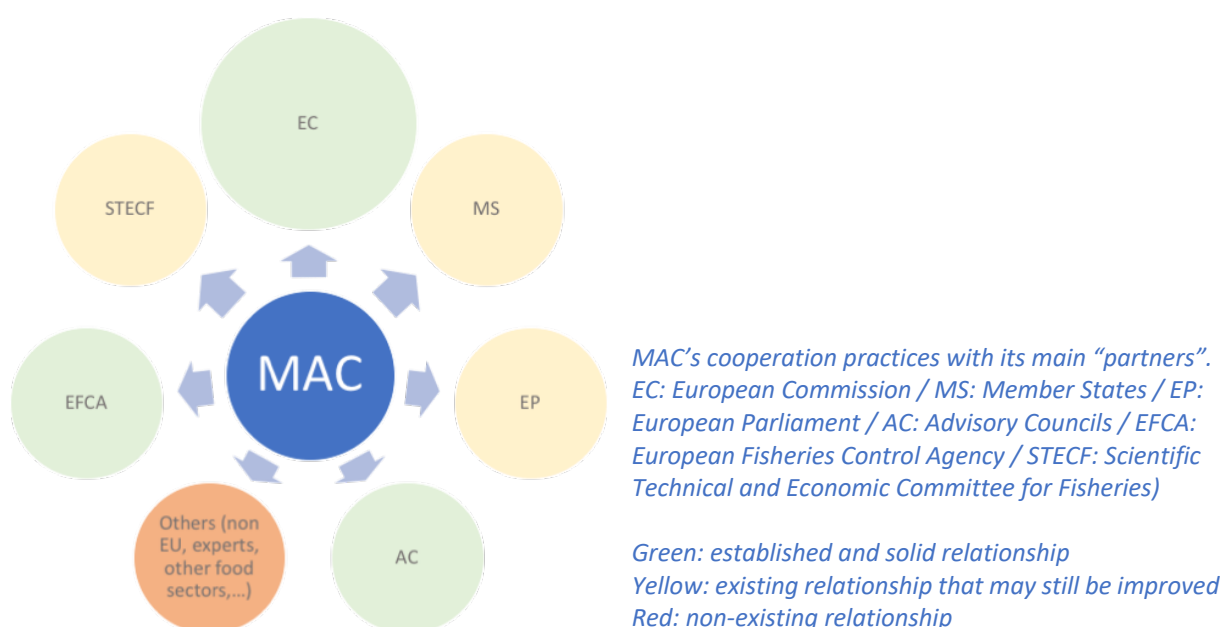 EC
STECF
MS
MAC
EFCA
EP
Others (non
EU, experts,
other food
sectors,...)
AC
MAC's cooperation practices with its main “partners”.
EC: European Commission / MS: Member States / EP:
European Parliament / AC: Advisory Councils / EFCA:
European Fisheries Control Agency / STECF: Scientific
Technical and Economic Committee for Fisheries)
Green: established and solid relationship
Yellow: existing relationship that may still be improved
Red: non-existing relationship